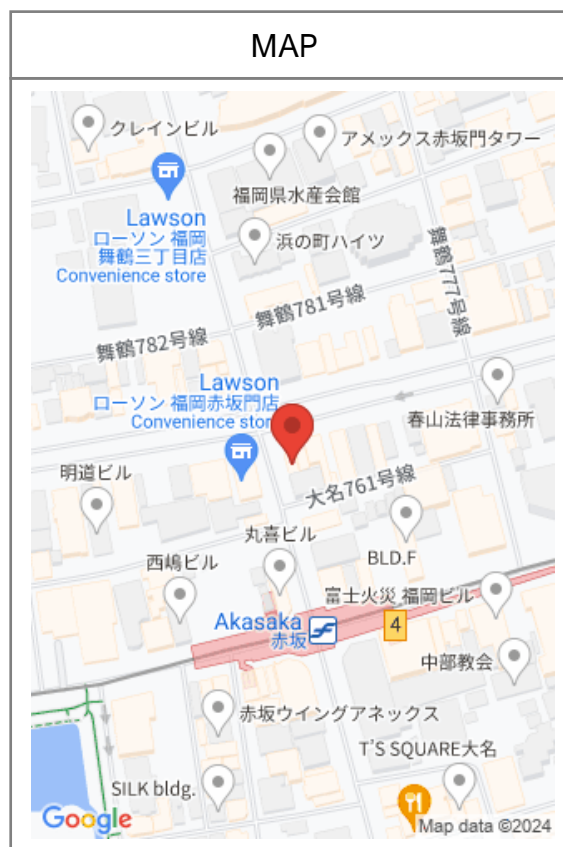 MAP
クレインビル
アメックス赤坂門タワー
福岡県水産会館
Lawson
ローソン 福岡
舞鶴三丁目店
Convenience store
浜の町ハイツ
舞鶴777号線
舞鶴781号線
舞鶴782号線
Lawson
ローソン 福岡赤坂門店
Convenience stor
春山法律事務所
明道ビル
大名761号線
丸喜ビル
BLD.F
西嶋ビル
富士火災 福岡ビル
Akasaka
赤坂
4
中部教会
赤坂ウイングアネックス
T'S SQUARE大名
SILK bldg.
Google
Map data ©2024